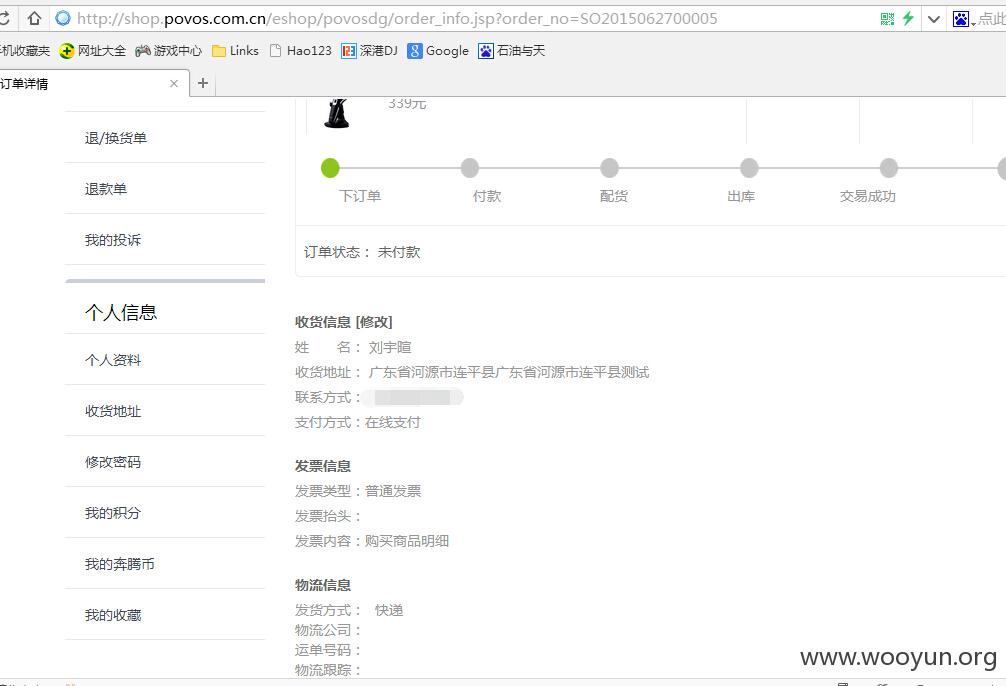 http://shop.povos.com.cn/eshop/povosdg/order_info.jsp?order_no=SO2015062700005 点此
机收藏夹 网址大全 游戏中心 Links Hao123 深港DJ Google 石油与天
订单详情
339元
退/换货单
退款单
我的投诉
个人信息
个人资料
收货地址
修改密码
我的积分
我的奔腾币
我的收藏
下订单 付款 配货 出库 交易成功
订单状态： 未付款
收货信息 [修改]
姓 名： 刘宇暄
收货地址： 广东省河源市连平县广东省河源市连平县测试
联系方式：
支付方式：在线支付
发票信息
发票类型：普通发票
发票抬头：
发票内容：购买商品明细
物流信息
发货方式： 快递
物流公司：
运单号码：
物流跟踪：
www.wooyun.org